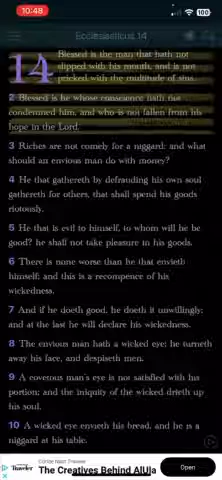 10:48
100
Ecclesiasticus 14
14 Blessed is the man that hath not
slipped with his mouth, and is not
pricked with the multitude of sins.
2 Blessed is he whose conscience hath not
condemned him, and who is not fallen from his
hope in the Lord.
3 Riches are not comely for a niggard: and what
should an envious man do with money?
4 He that gathereth by defrauding his own soul
gathereth for others, that shall spend his goods
riotously.
5 He that is evil to himself, to whom will he be
good? he shall not take pleasure in his goods.
6 There is none worse than he that envieth
himself; and this is a recompence of his
wickedness.
7 And if he doeth good, he doeth it unwillingly;
and at the last he will declare his wickedness.
8 The envious man hath a wicked eye; he turneth
away his face, and despiseth men.
9 A covetous man's eye is not satisfied with his
portion; and the iniquity of the wicked drieth up
his soul.
10 A wicked eye envieth his bread, and he is a
niggard at his table.
Traveler
Conde Nast Traveler
The Creatives Behind AlUla
Open